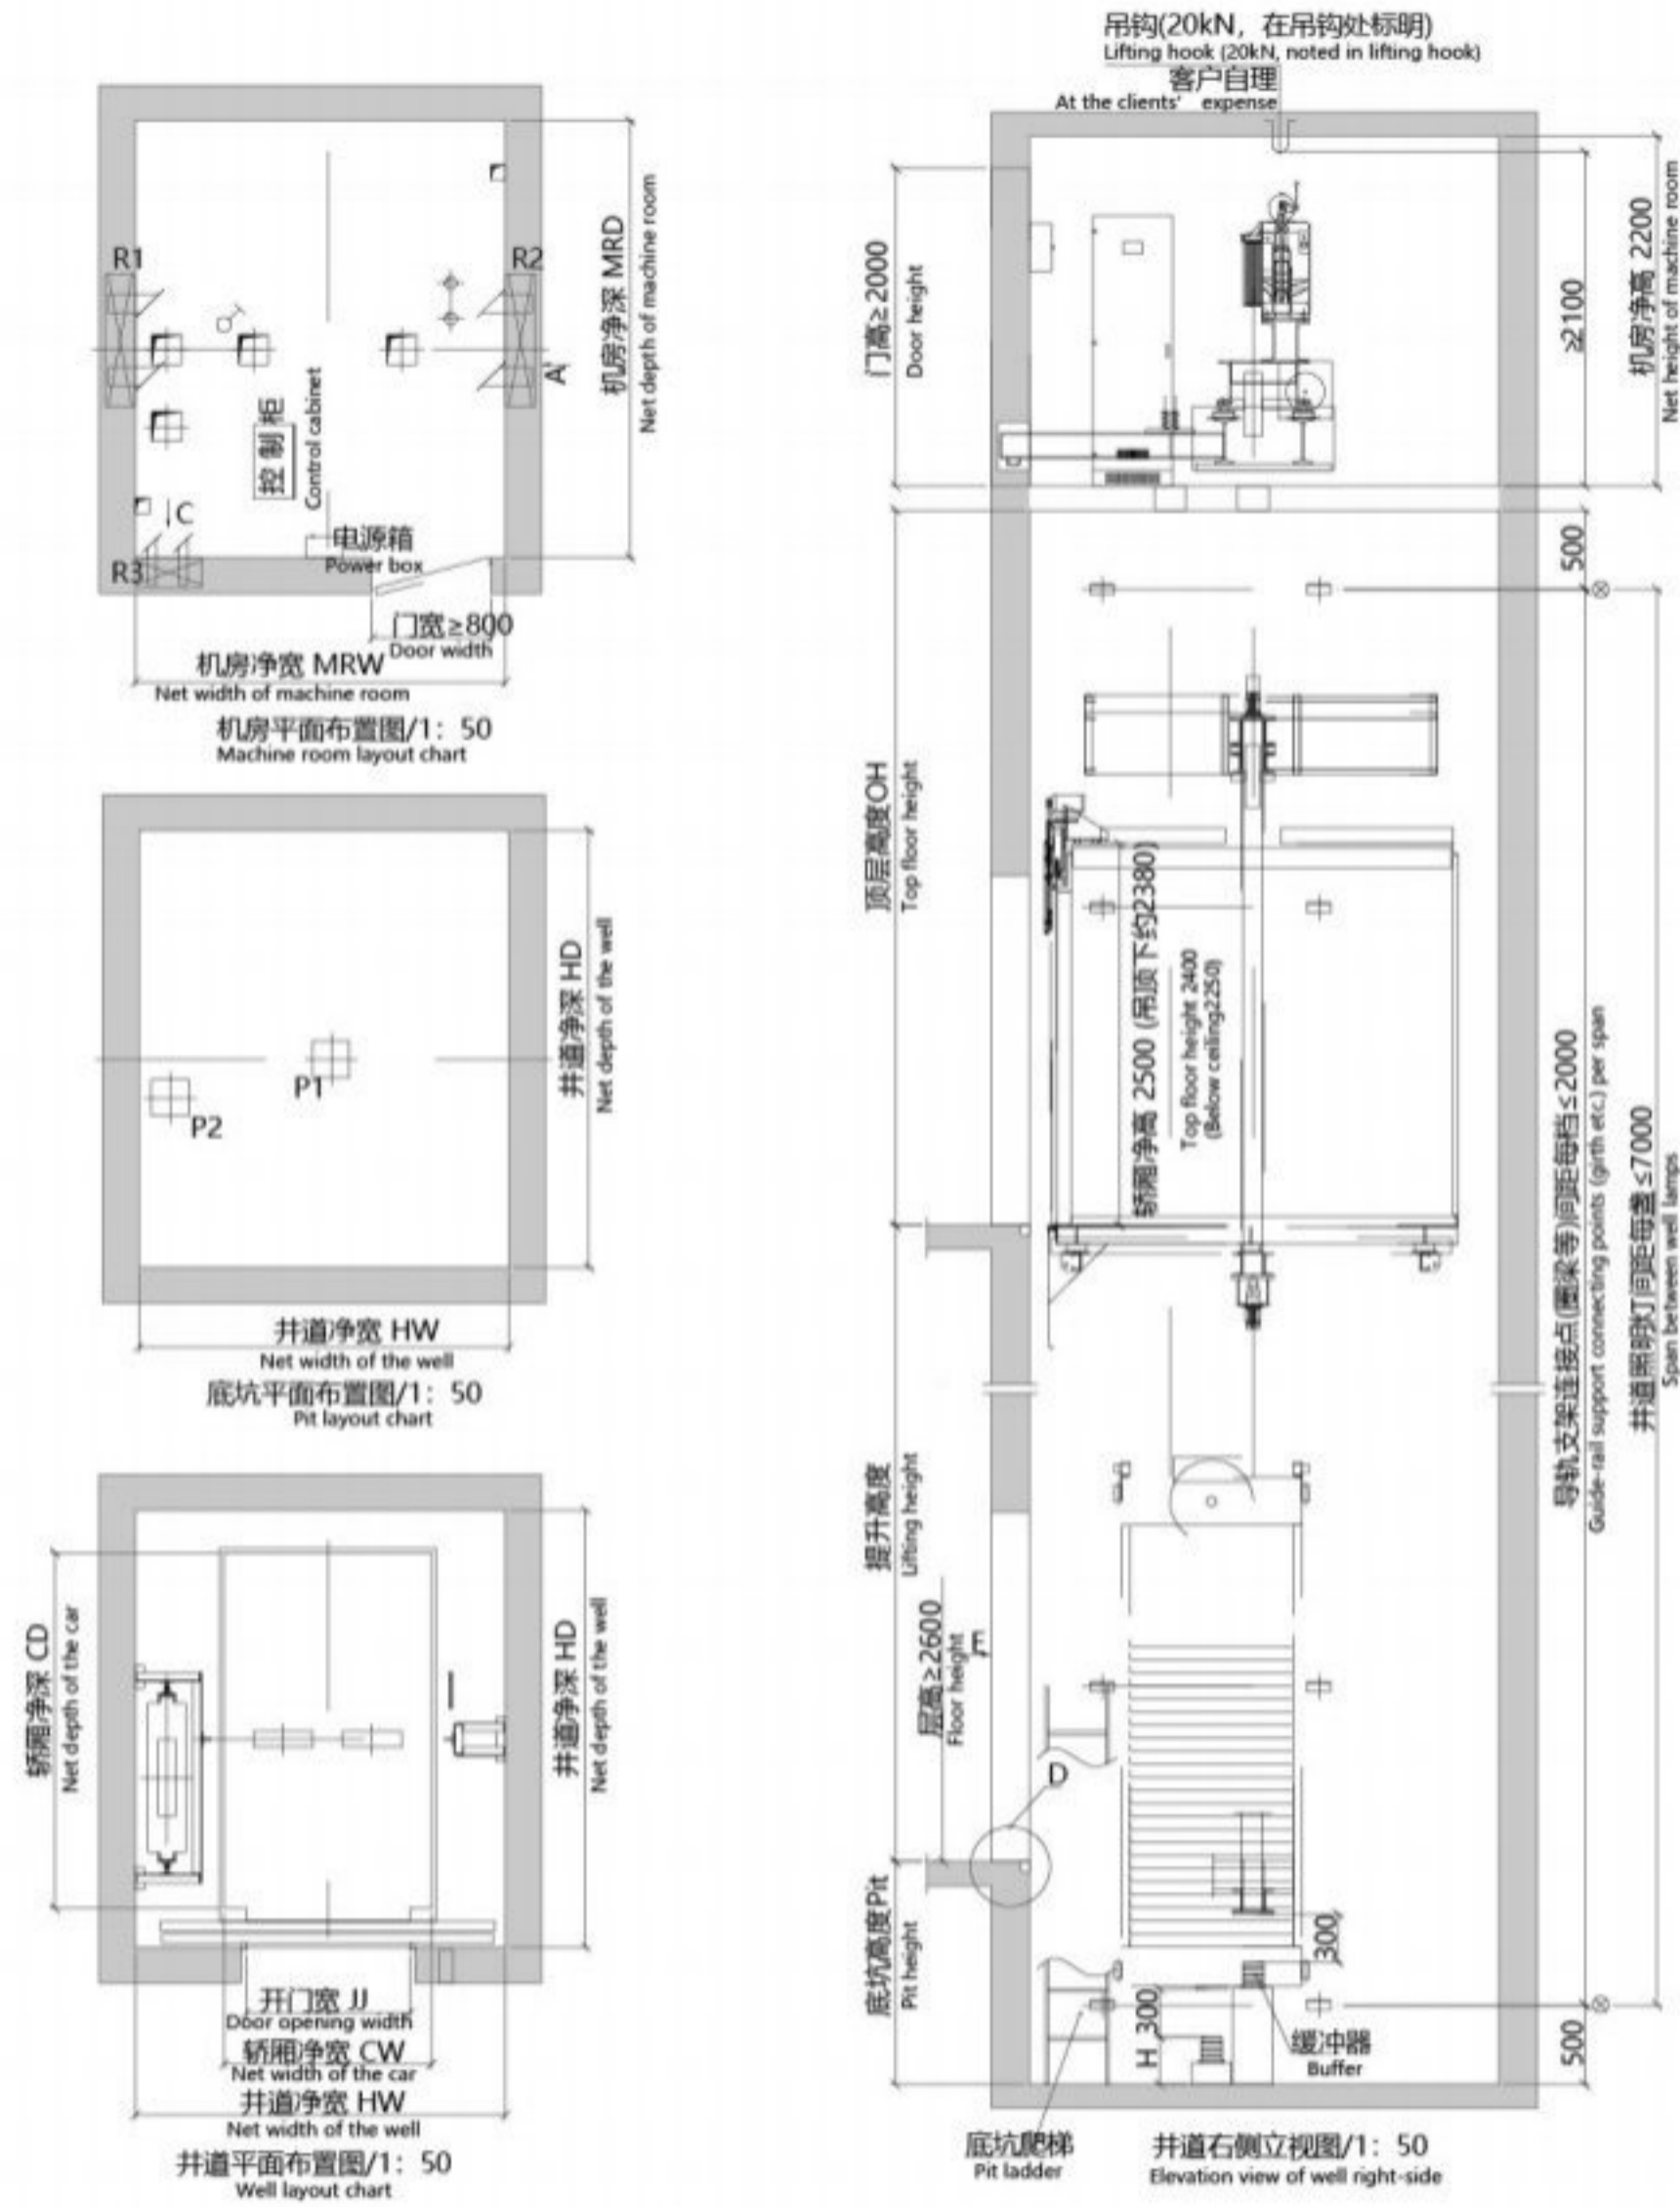 R1
R2
A'
控制柜
Control cabinet
C
电源箱
Power box
R3
门宽≥800
Door width
机房净宽 MRW
Net width of machine room
机房净深 MRD
Net depth of machine room
机房平面布置图/1：50
Machine room layout chart
P1
P2
井道净深 HD
Net depth of the well
井道净宽 HW
Net width of the well
底坑平面布置图/1：50
Pit layout chart
轿厢净深 CD
Net depth of the car
井道净深 HD
Net depth of the well
开门宽 JJ
Door opening width
轿厢净宽 CW
Net width of the car
井道净宽 HW
Net width of the well
井道平面布置图/1：50
Well layout chart
吊钩(20kN，在吊钩处标明)
Lifting hook (20kN, noted in lifting hook)
客户自理
At the clients' expense
门高≥2000
Door height
≥2100
机房净高 2200
Net height of machine room
500
顶层高度OH
Top floor height
轿厢净高 2500 (吊顶下约2380)
Top floor height 2400
(Below ceiling2250)
导轨支架连接点(圈梁等)间距每档≤2000
Guide-rail support connecting points (girth etc.) per span
井道照明灯间距每盏≤7000
Span between well lamps
提升高度
Lifting height
层高≥2600
Floor height
D
底坑高度Pit
Pit height
300
H 300
缓冲器
Buffer
500
底坑爬梯
Pit ladder
井道右侧立视图/1：50
Elevation view of well right-side